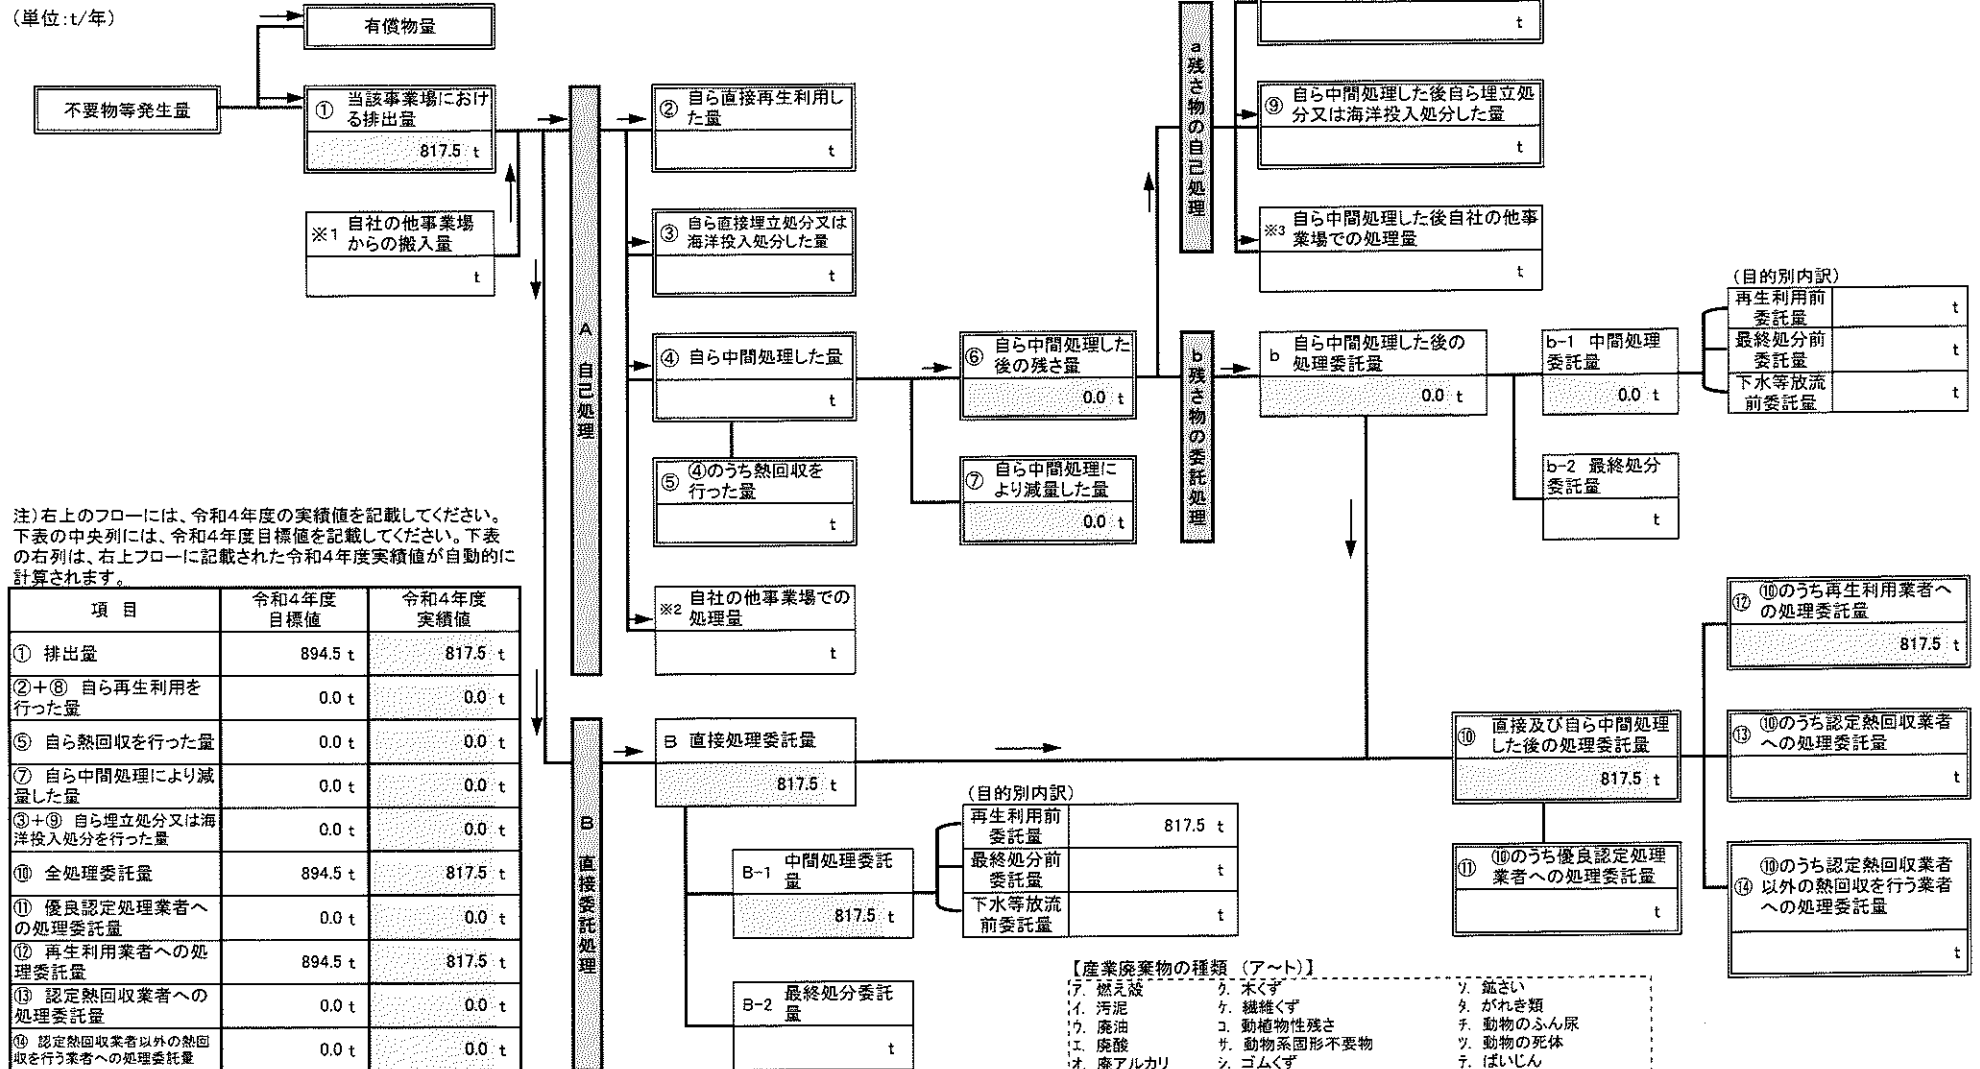 (単位:t/年)
有償物量
不要物等発生量
① 当該事業場におけ
る排出量
817.5 t
※1 自社の他事業場
からの搬入量
t
A 自己処理
② 自ら直接再生利用し
た量
t
③ 自ら直接埋立処分又は
海洋投入処分した量
t
④ 自ら中間処理した量
t
⑤ ④のうち熱回収を
行った量
t
※2 自社の他事業場での
処理量
t
⑥ 自ら中間処理した
後の残さ量
0.0 t
⑦ 自ら中間処理に
より減量した量
0.0 t
a 残さ物の自己処理
t
⑨ 自ら中間処理した後自ら埋立処
分又は海洋投入処分した量
t
※3 自ら中間処理した後自社の他事
業場での処理量
t
b 残さ物の委託処理
b 自ら中間処理した後の
処理委託量
0.0 t
b-1 中間処理
委託量
0.0 t
b-2 最終処分
委託量
t
(目的別内訳)
再生利用前
委託量 t
最終処分前
委託量 t
下水等放流
前委託量 t
注)右上のフローには、令和4年度の実績値を記載してください。
下表の中央列には、令和4年度目標値を記載してください。下表
の右列は、右上フローに記載された令和4年度実績値が自動的に
計算されます。
項 目 令和4年度
目標値 令和4年度
実績値
① 排出量 894.5 t 817.5 t
②+⑧ 自ら再生利用を
行った量 0.0 t 0.0 t
⑤ 自ら熱回収を行った量 0.0 t 0.0 t
⑦ 自ら中間処理により減
量した量 0.0 t 0.0 t
③+⑨ 自ら埋立処分又は海
洋投入処分を行った量 0.0 t 0.0 t
⑩ 全処理委託量 894.5 t 817.5 t
⑪ 優良認定処理業者へ
の処理委託量 0.0 t 0.0 t
⑫ 再生利用業者への処
理委託量 894.5 t 817.5 t
⑬ 認定熱回収業者への
処理委託量 0.0 t 0.0 t
⑭ 認定熱回収業者以外の熱回
収を行う業者への処理委託量 0.0 t 0.0 t
B 直接委託処理
B 直接処理委託量
817.5 t
B-1 中間処理委託
量
817.5 t
B-2 最終処分委託
量
t
(目的別内訳)
再生利用前
委託量 817.5 t
最終処分前
委託量 t
下水等放流
前委託量 t
⑩ 直接及び自ら中間処理
した後の処理委託量
817.5 t
⑪ ⑩のうち優良認定処理
業者への処理委託量
t
⑫ ⑩のうち再生利用業者へ
の処理委託量
817.5 t
⑬ ⑩のうち認定熱回収業者
への処理委託量
t
⑭ ⑩のうち認定熱回収業者
以外の熱回収を行う業者
への処理委託量
t
【産業廃棄物の種類 (ア~ト)】
ア. 燃え殻 ク. 木くず ソ. 鉱さい
イ. 汚泥 ケ. 繊維くず タ. がれき類
ウ. 廃油 コ. 動植物性残さ チ. 動物のふん尿
エ. 廃酸 サ. 動物系固形不要物 ツ. 動物の死体
オ. 廃アルカリ シ. ゴムくず テ. ばいじん